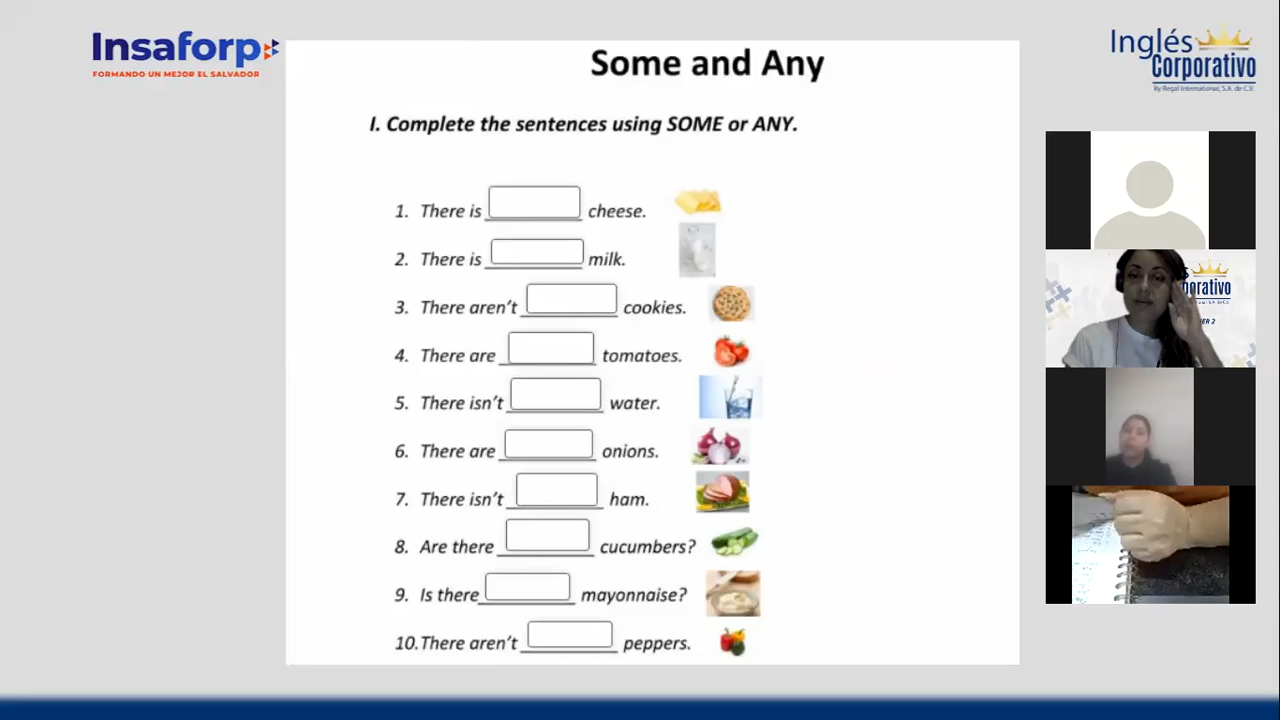 Insaforp
FORMANDO UN MEJOR EL SALVADOR
Inglés
Corporativo
By Regal International, S.A. de C.V.
Some and Any
I. Complete the sentences using SOME or ANY.
1. There is cheese.
2. There is milk.
3. There aren't cookies.
4. There are tomatoes.
5. There isn't water.
6. There are onions.
7. There isn't ham.
8. Are there cucumbers?
9. Is there mayonnaise?
10. There aren't peppers.
porativo